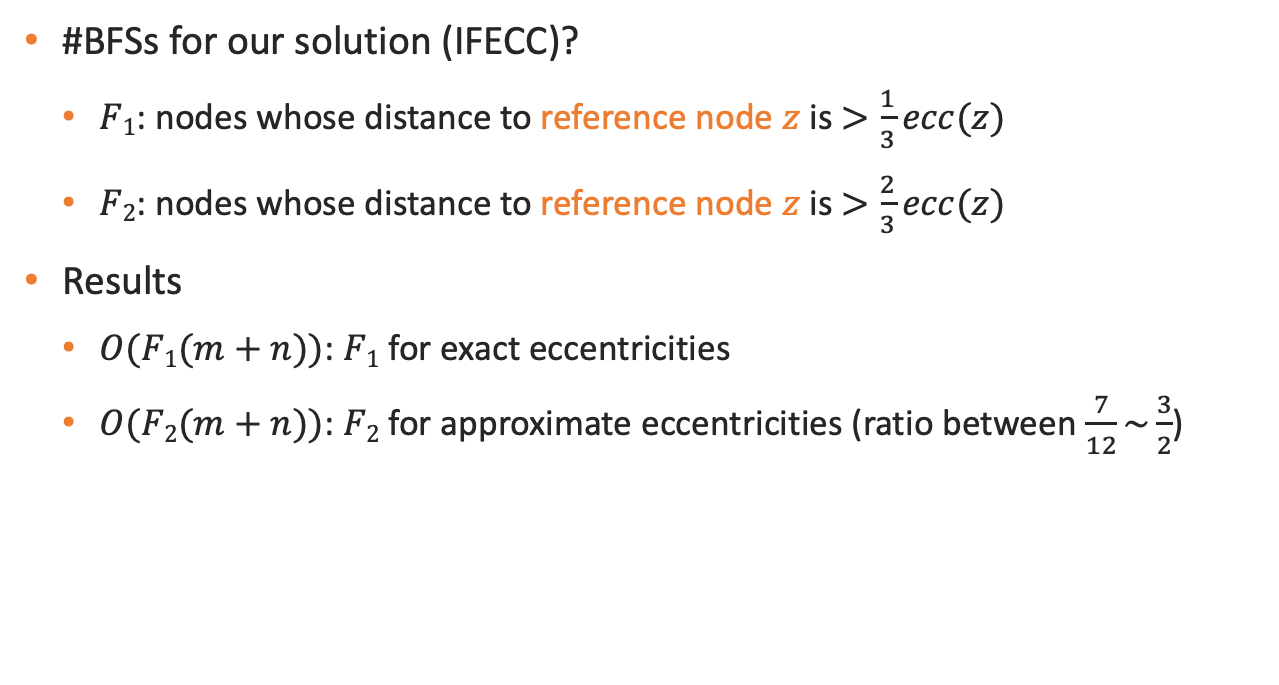 • #BFSs for our solution (IFECC)?
• F₁: nodes whose distance to reference node z is > 1/3 ecc(z)
• F₂: nodes whose distance to reference node z is > 2/3 ecc(z)
• Results
• O(F₁(m + n)): F₁ for exact eccentricities
• O(F₂(m + n)): F₂ for approximate eccentricities (ratio between 7/12 ~ 3/2)